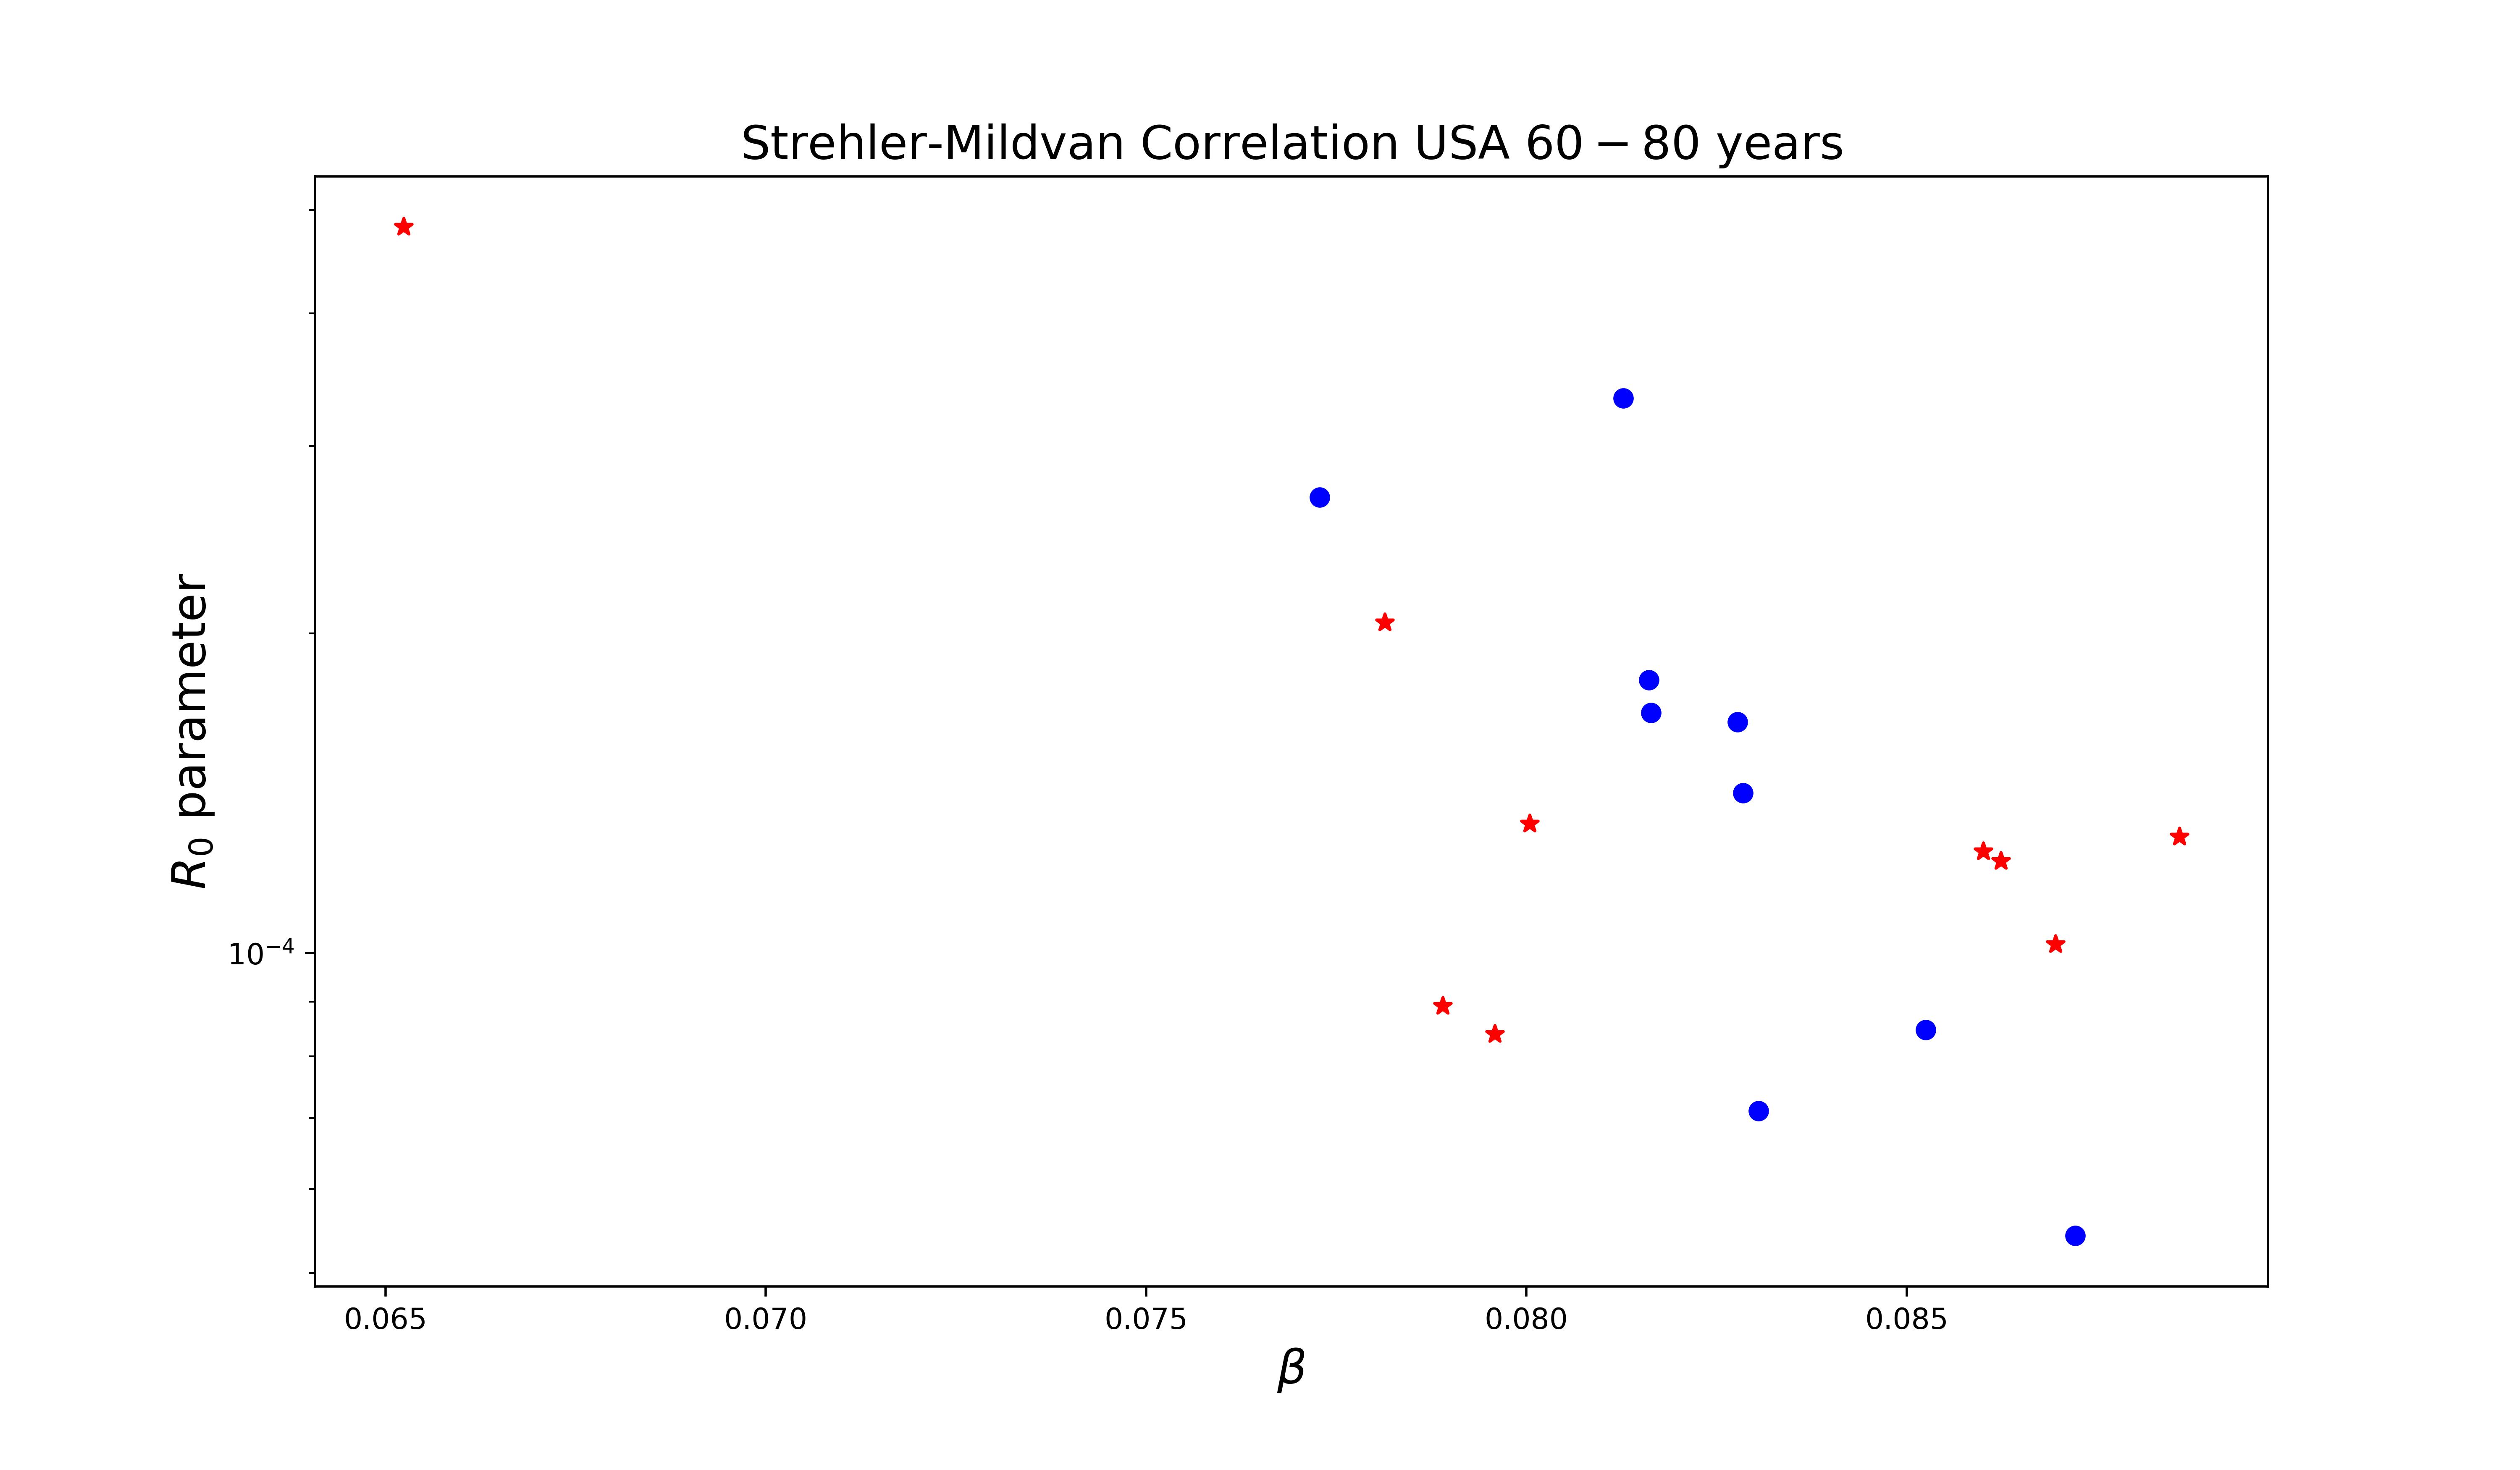 Strehler-Mildvan Correlation USA 60 − 80 years
R₀ parameter
10⁻⁴
0.065 0.070 0.075 0.080 0.085
β